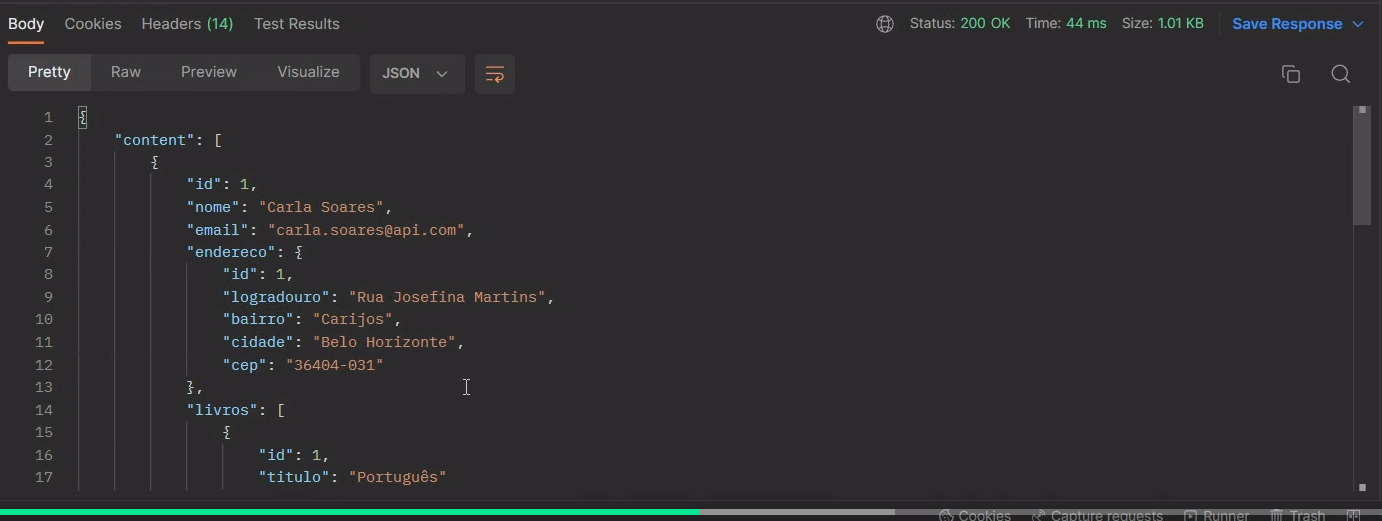 Body Cookies Headers (14) Test Results Status: 200 OK Time: 44 ms Size: 1.01 KB Save Response
Pretty Raw Preview Visualize JSON
1 {
2 "content": [
3 {
4 "id": 1,
5 "nome": "Carla Soares",
6 "email": "carla.soares@api.com",
7 "endereco": {
8 "id": 1,
9 "logradouro": "Rua Josefina Martins",
10 "bairro": "Carijos",
11 "cidade": "Belo Horizonte",
12 "cep": "36404-031"
13 },
14 "livros": [
15 {
16 "id": 1,
17 "titulo": "Português"
Cookies Capture requests Runner Trash